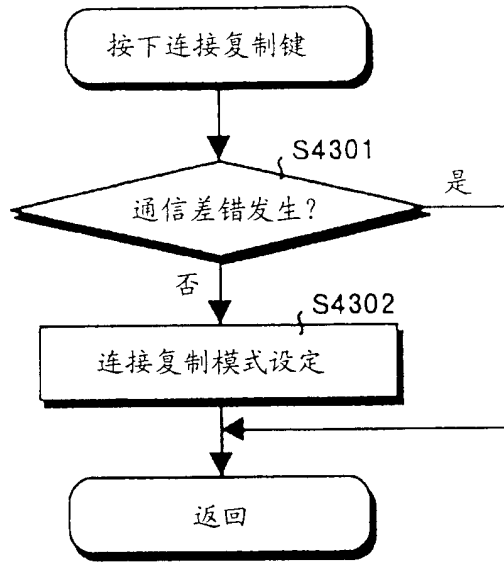 按下连接复制键
S4301
通信差错发生?
是
否
S4302
连接复制模式设定
返回